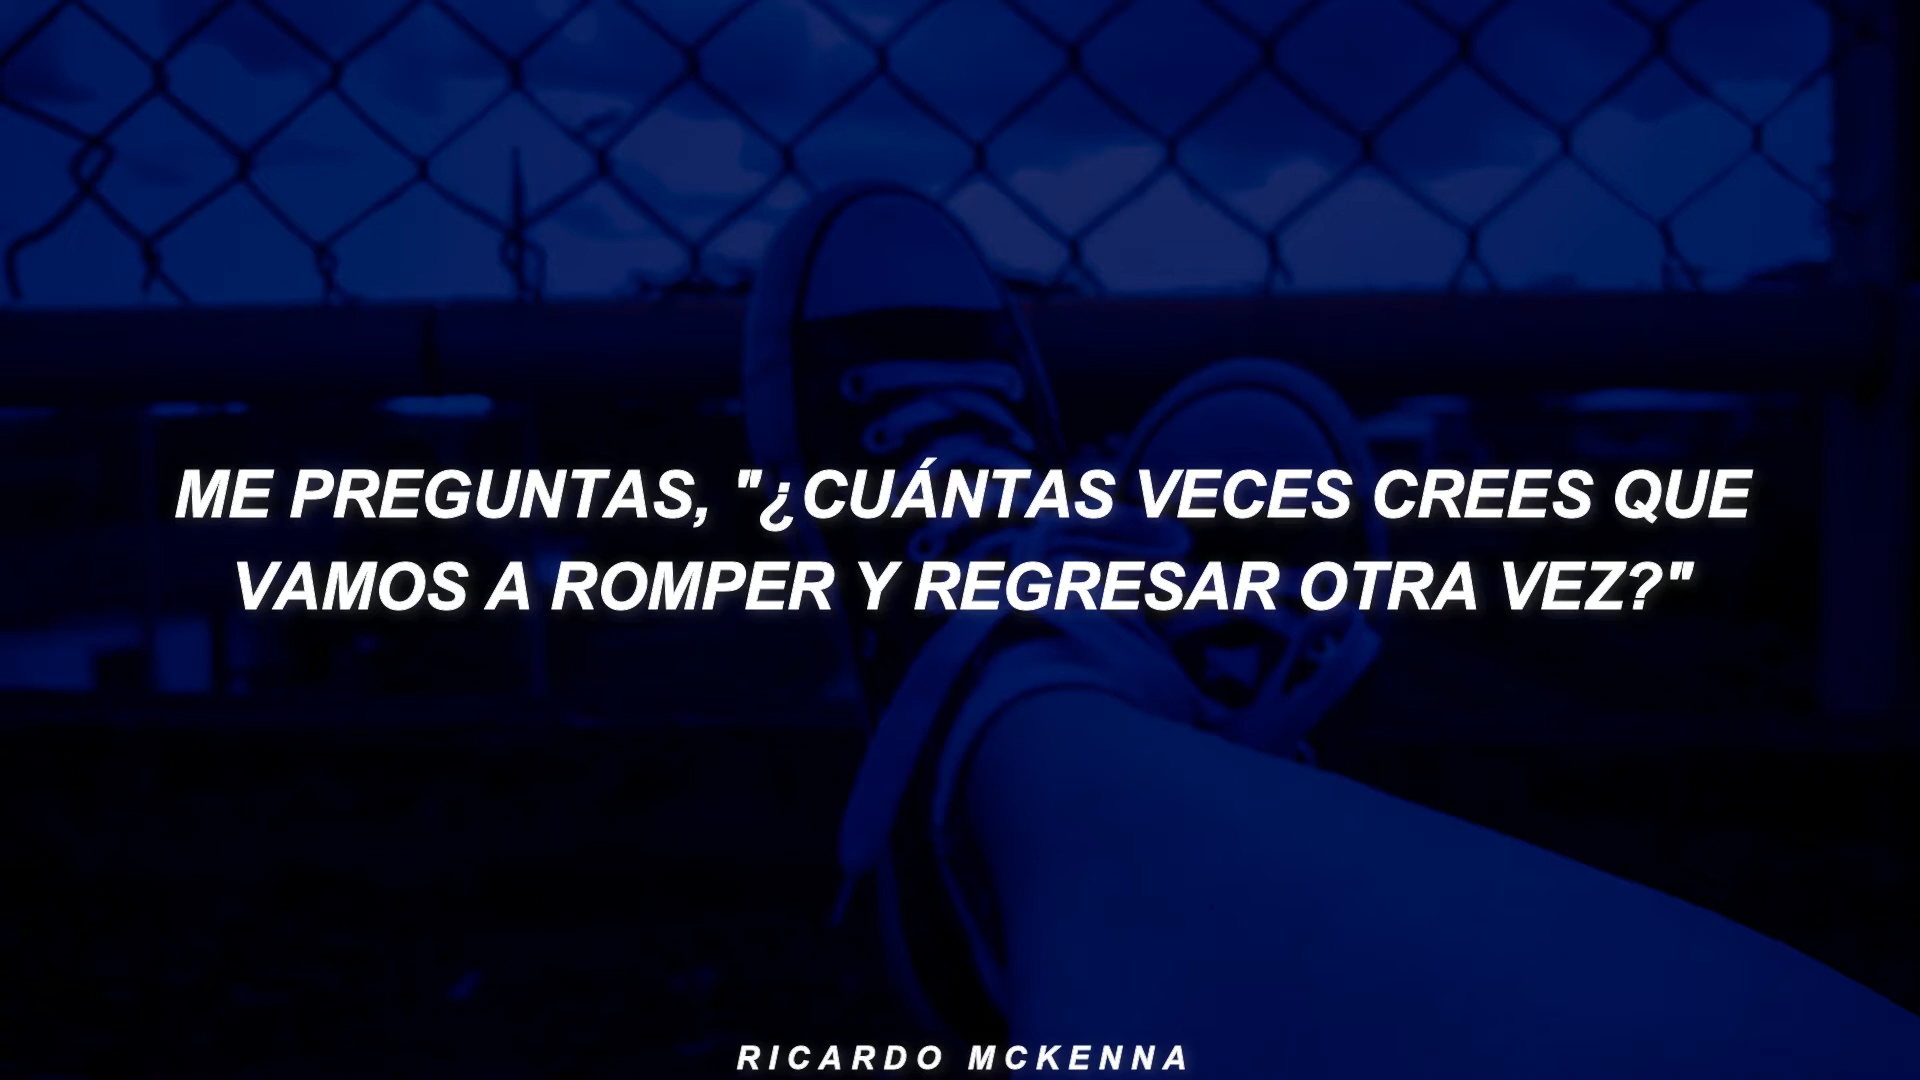 ME PREGUNTAS, "¿CUÁNTAS VECES CREES QUE
VAMOS A ROMPER Y REGRESAR OTRA VEZ?"
RICARDO MCKENNA